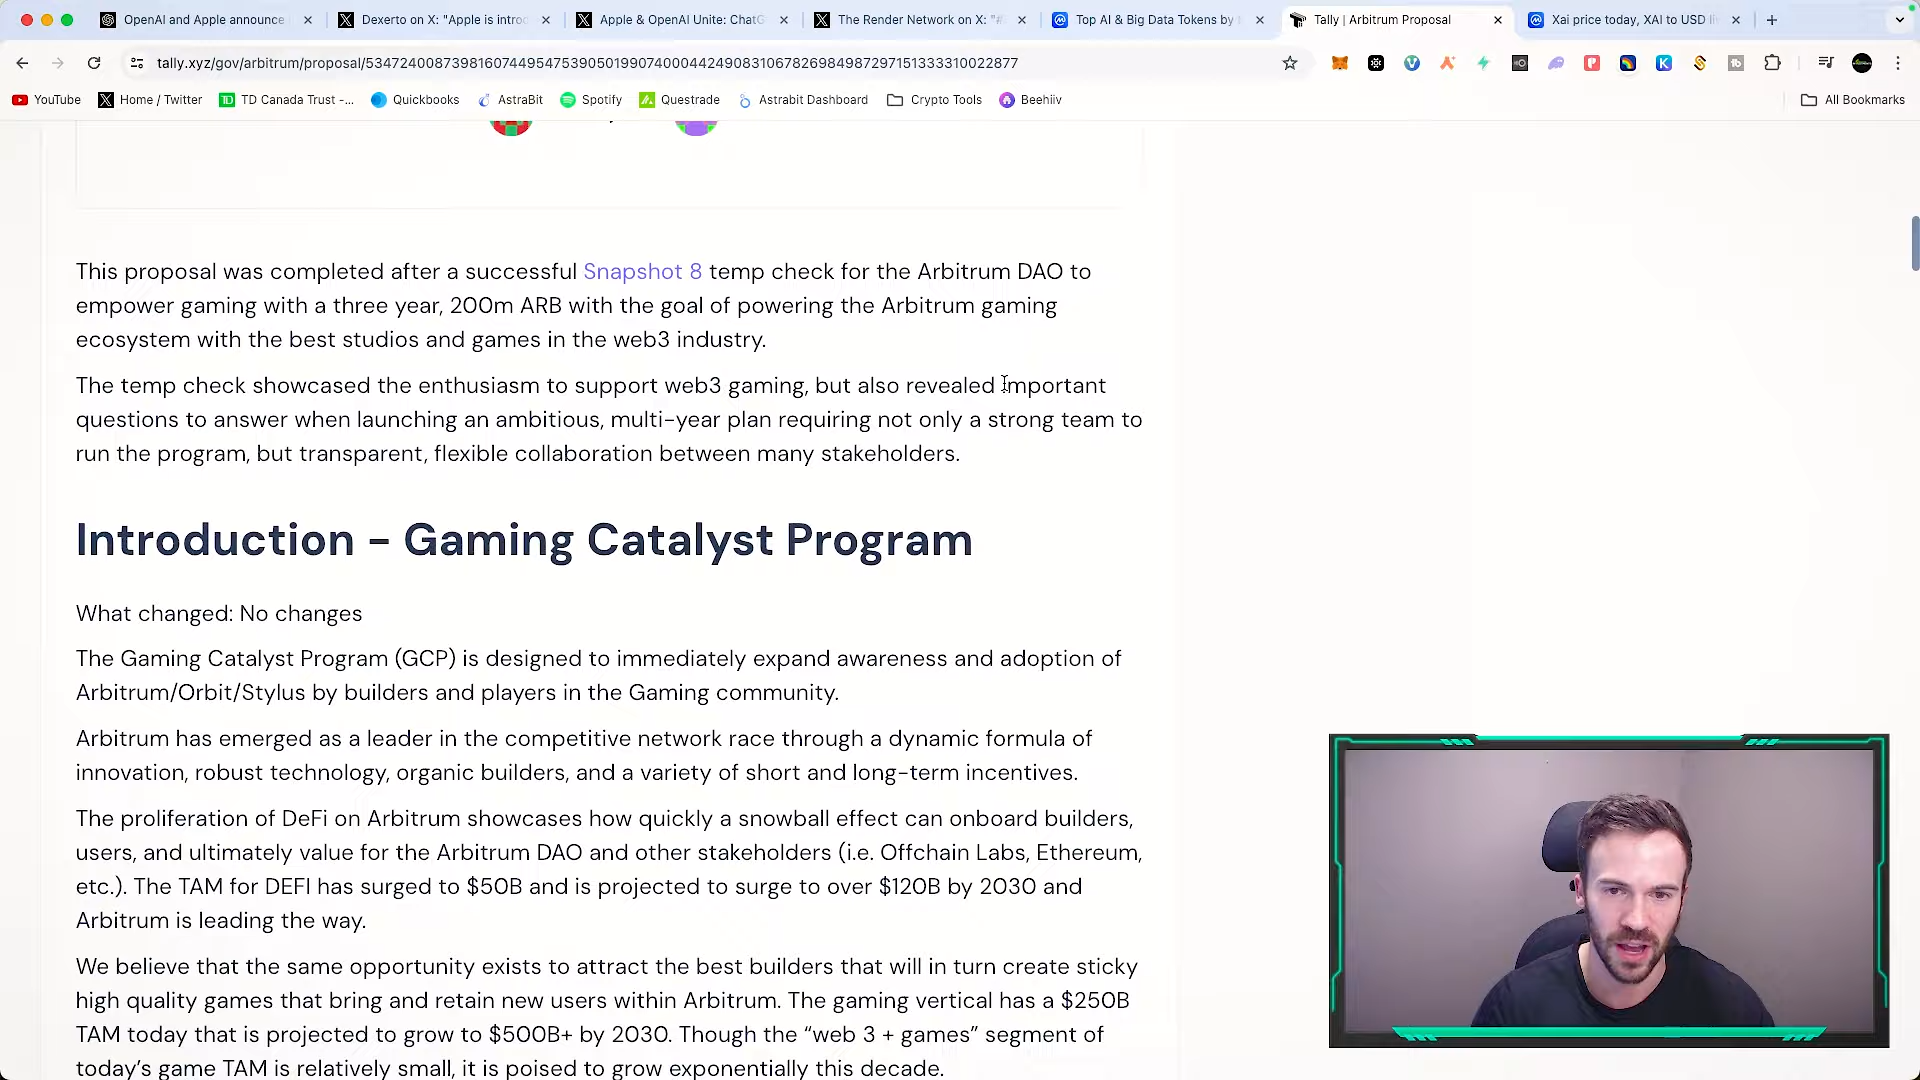 OpenAI and Apple announce
Dexerto on X: "Apple is intro
Apple & OpenAI Unite: ChatG
The Render Network on X: "#
Top AI & Big Data Tokens by
Tally | Arbitrum Proposal
Xai price today, XAI to USD li
tally.xyz/gov/arbitrum/proposal/53472400873981607449547539050199074000442490831067826984987297151333310022877
YouTube
Home / Twitter
TD Canada Trust -...
Quickbooks
AstraBit
Spotify
Questrade
Astrabit Dashboard
Crypto Tools
Beehiiv
All Bookmarks
This proposal was completed after a successful Snapshot 8 temp check for the Arbitrum DAO to
empower gaming with a three year, 200m ARB with the goal of powering the Arbitrum gaming
ecosystem with the best studios and games in the web3 industry.
The temp check showcased the enthusiasm to support web3 gaming, but also revealed important
questions to answer when launching an ambitious, multi-year plan requiring not only a strong team to
run the program, but transparent, flexible collaboration between many stakeholders.
Introduction - Gaming Catalyst Program
What changed: No changes
The Gaming Catalyst Program (GCP) is designed to immediately expand awareness and adoption of
Arbitrum/Orbit/Stylus by builders and players in the Gaming community.
Arbitrum has emerged as a leader in the competitive network race through a dynamic formula of
innovation, robust technology, organic builders, and a variety of short and long-term incentives.
The proliferation of DeFi on Arbitrum showcases how quickly a snowball effect can onboard builders,
users, and ultimately value for the Arbitrum DAO and other stakeholders (i.e. Offchain Labs, Ethereum,
etc.). The TAM for DEFI has surged to $50B and is projected to surge to over $120B by 2030 and
Arbitrum is leading the way.
We believe that the same opportunity exists to attract the best builders that will in turn create sticky
high quality games that bring and retain new users within Arbitrum. The gaming vertical has a $250B
TAM today that is projected to grow to $500B+ by 2030. Though the “web 3 + games” segment of
today’s game TAM is relatively small, it is poised to grow exponentially this decade.